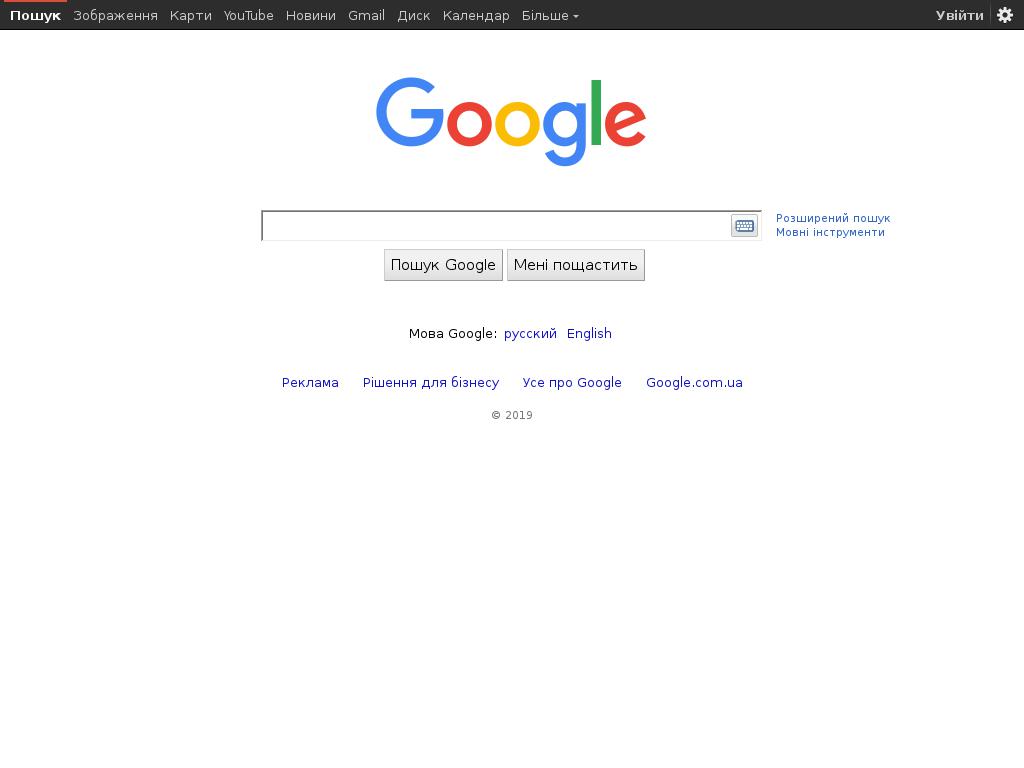 Пошук Зображення Карти YouTube Новини Gmail Диск Календар Більше Увійти
Google
Розширений пошук
Мовні інструменти
Пошук Google Мені пощастить
Мова Google: русский English
Реклама Рішення для бізнесу Усе про Google Google.com.ua
© 2019